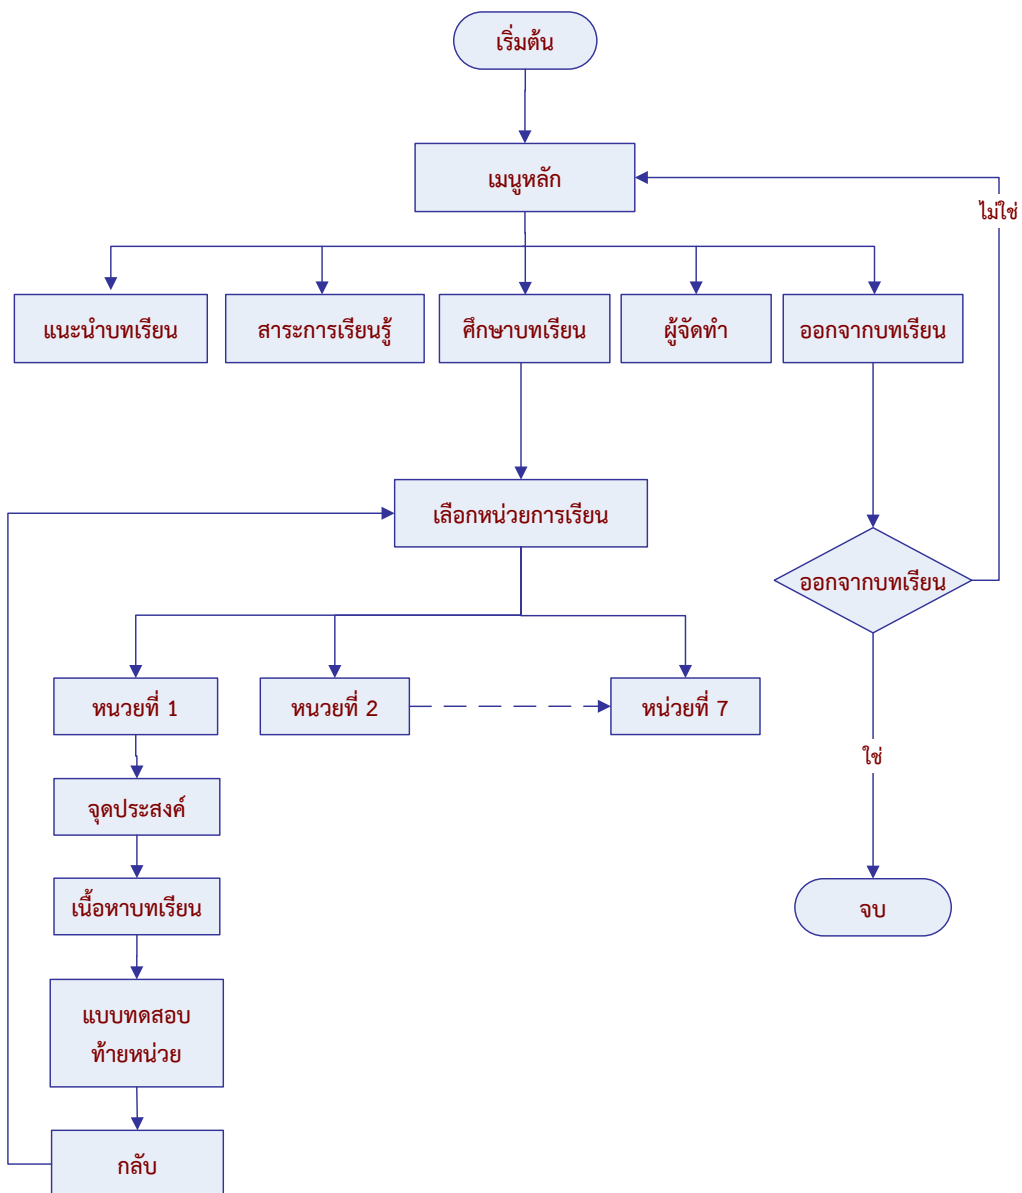 เริ่มต้น
เมนูหลัก
ไม่ใช่
แนะนำบทเรียน
สาระการเรียนรู้
ศึกษาบทเรียน
ผู้จัดทำ
ออกจากบทเรียน
เลือกหน่วยการเรียน
ออกจากบทเรียน
หนวยที่ 1
หนวยที่ 2
หน่วยที่ 7
ใช่
จุดประสงค์
เนื้อหาบทเรียน
จบ
แบบทดสอบ
ท้ายหน่วย
กลับ